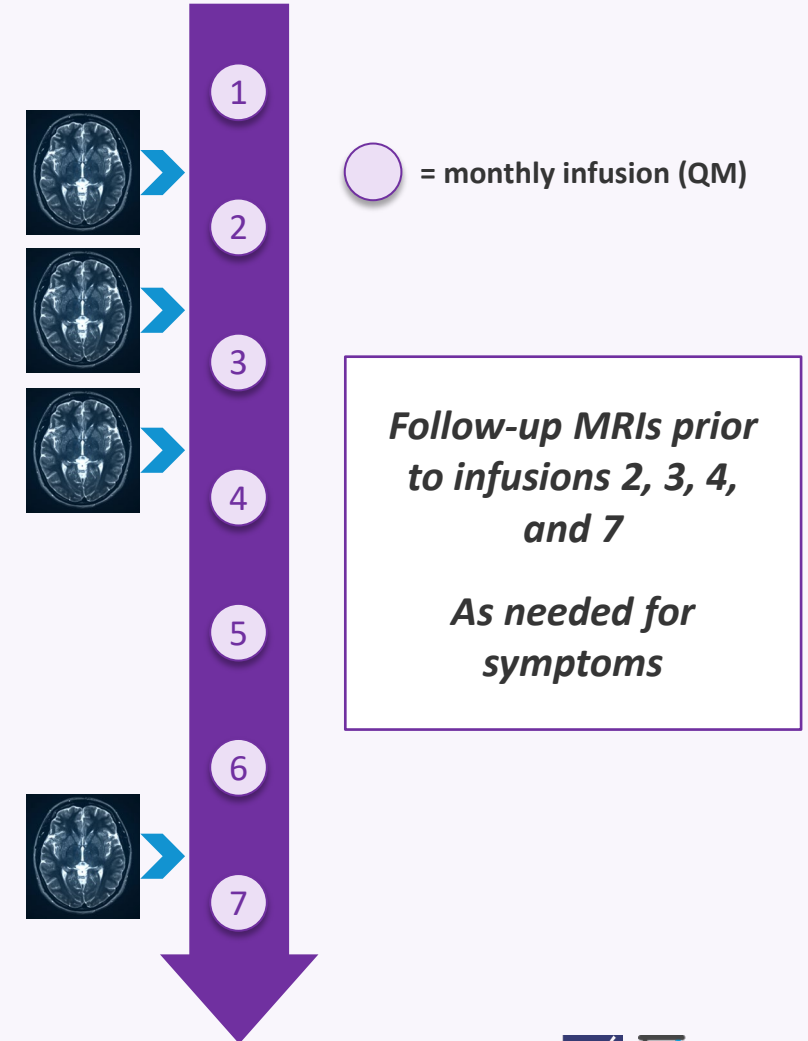 1
= monthly infusion (QM)
2
3
Follow-up MRIs prior
to infusions 2, 3, 4,
and 7
4
As needed for
symptoms
5
6
7